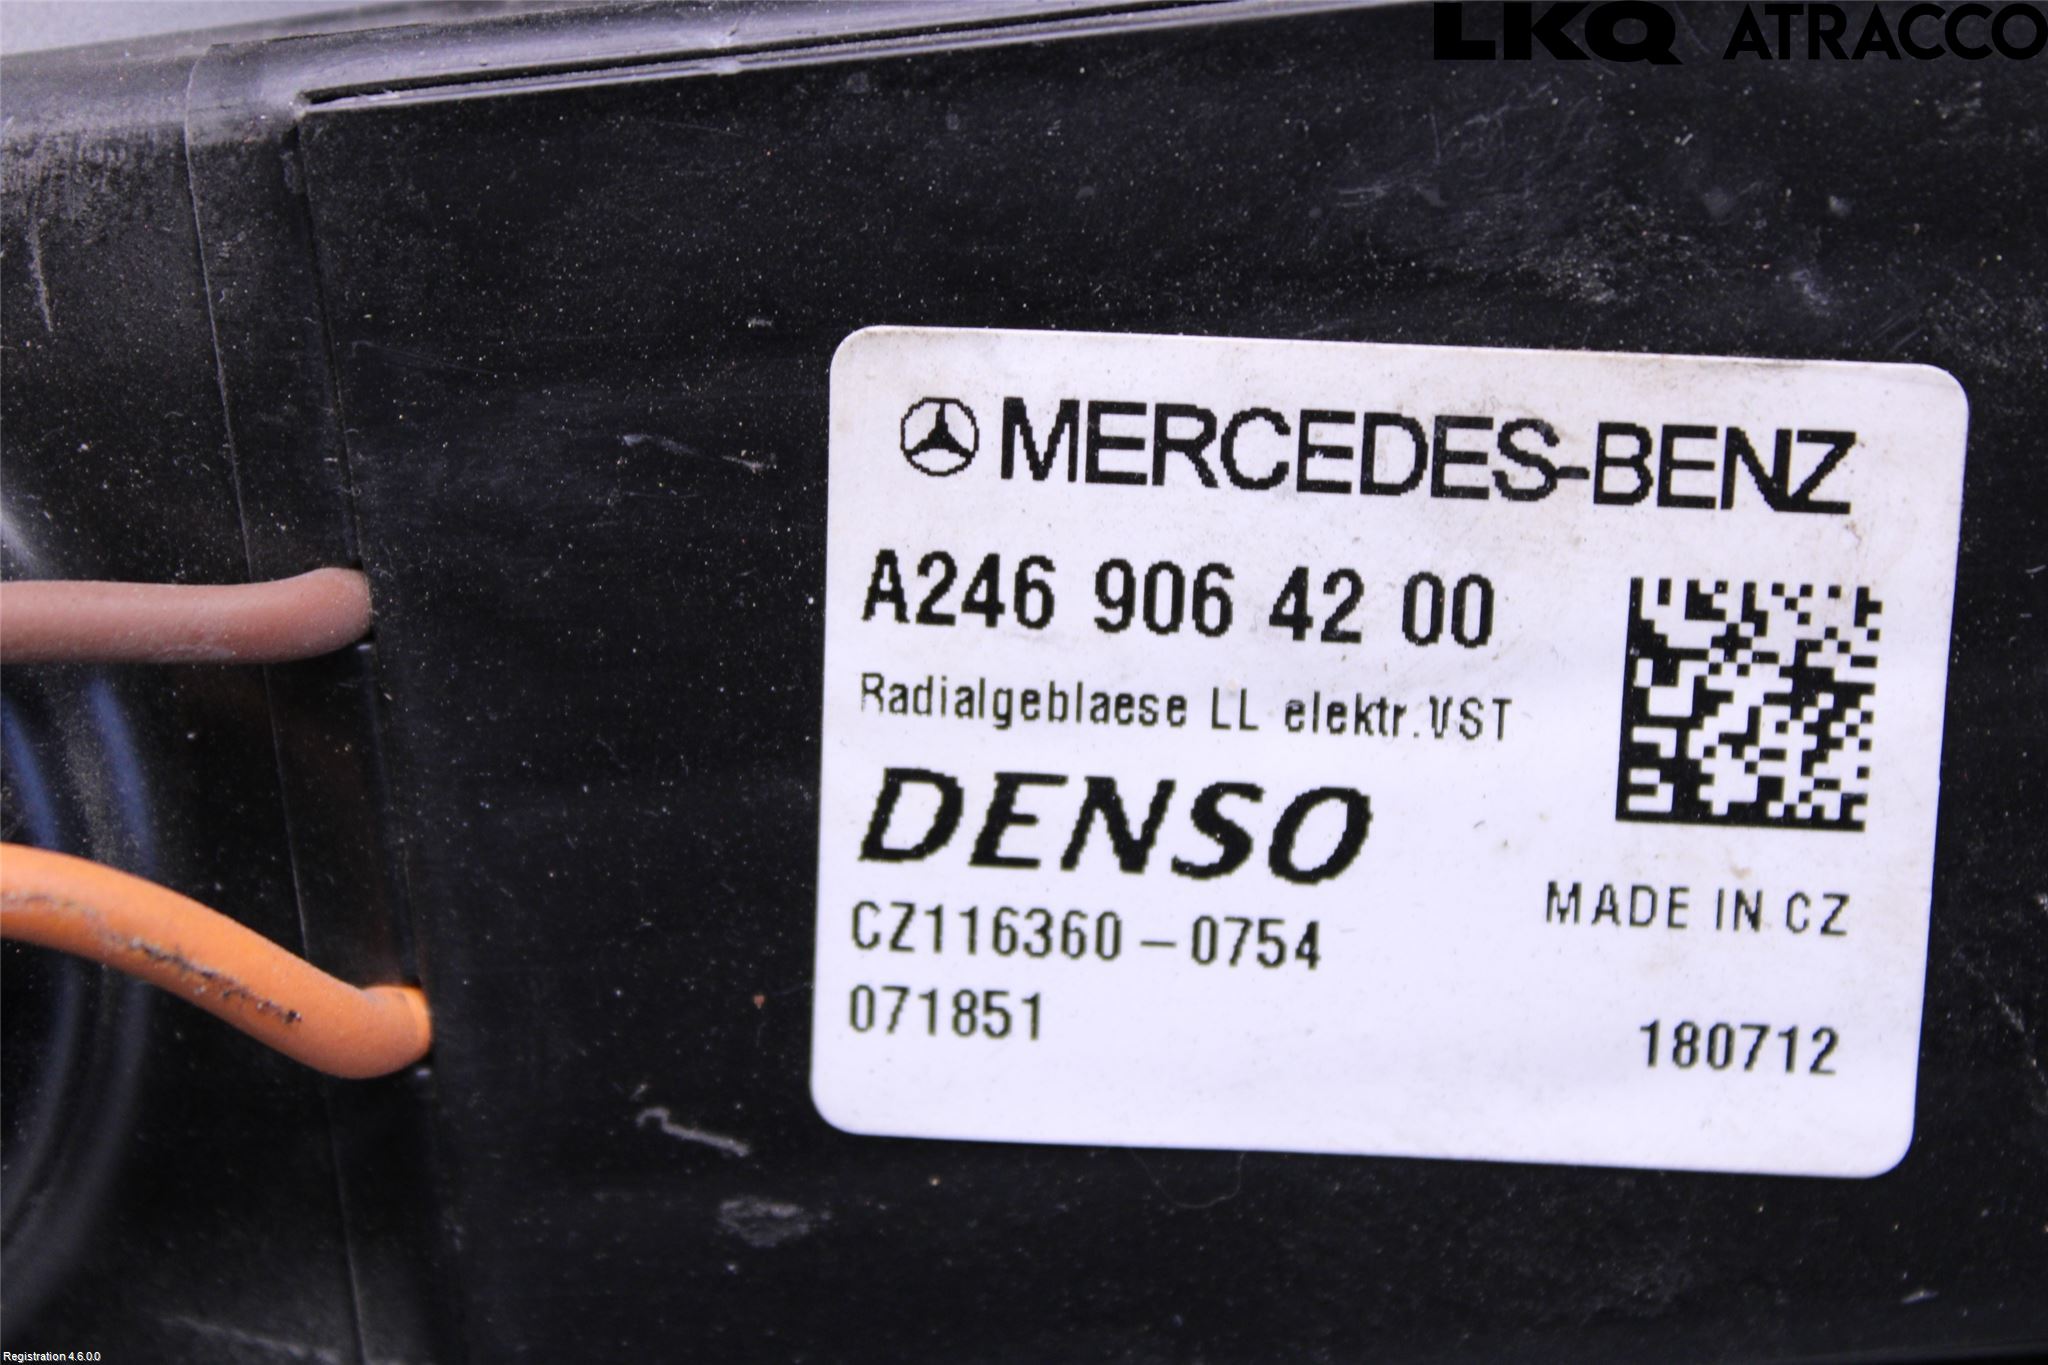 LKQ ATRACCO
MERCEDES-BENZ
A246 906 42 00
Radialgeblaese LL elektr.VST
DENSO
CZ116360-0754
MADE IN CZ
071851
180712
Registration 4.6.0.0